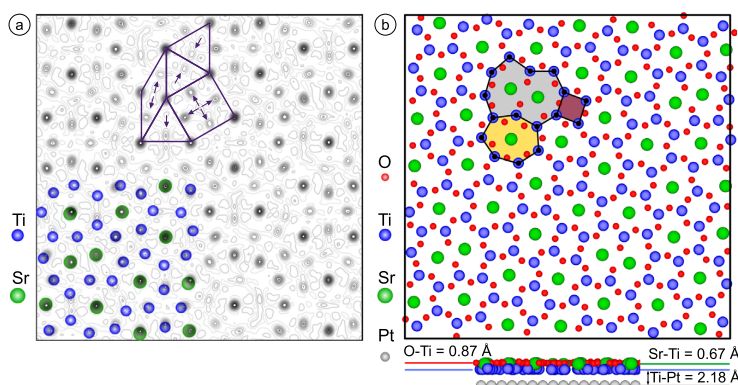 a
b
O
Ti
Sr
Ti
Sr
Pt
O-Ti = 0.87 Å
Sr-Ti = 0.67 Å
Ti-Pt = 2.18 Å